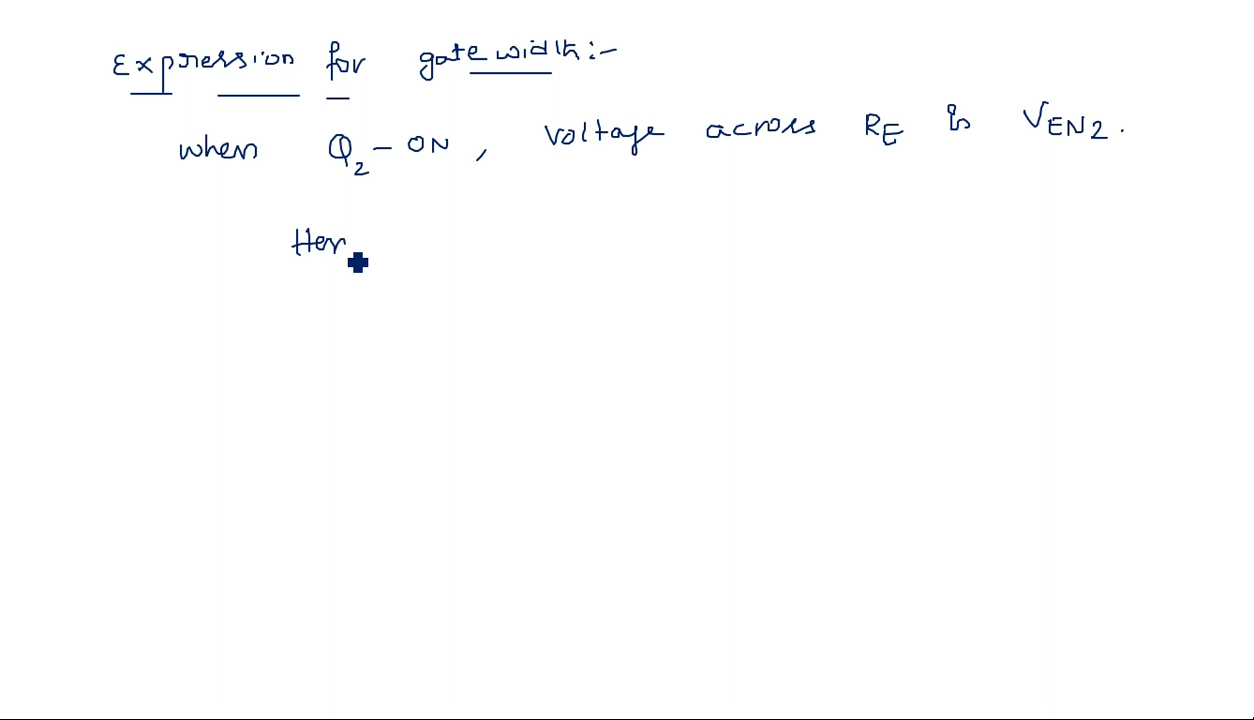 Expression for gate width:-
when Q2 - ON, voltage across RE is VEN2.
Her